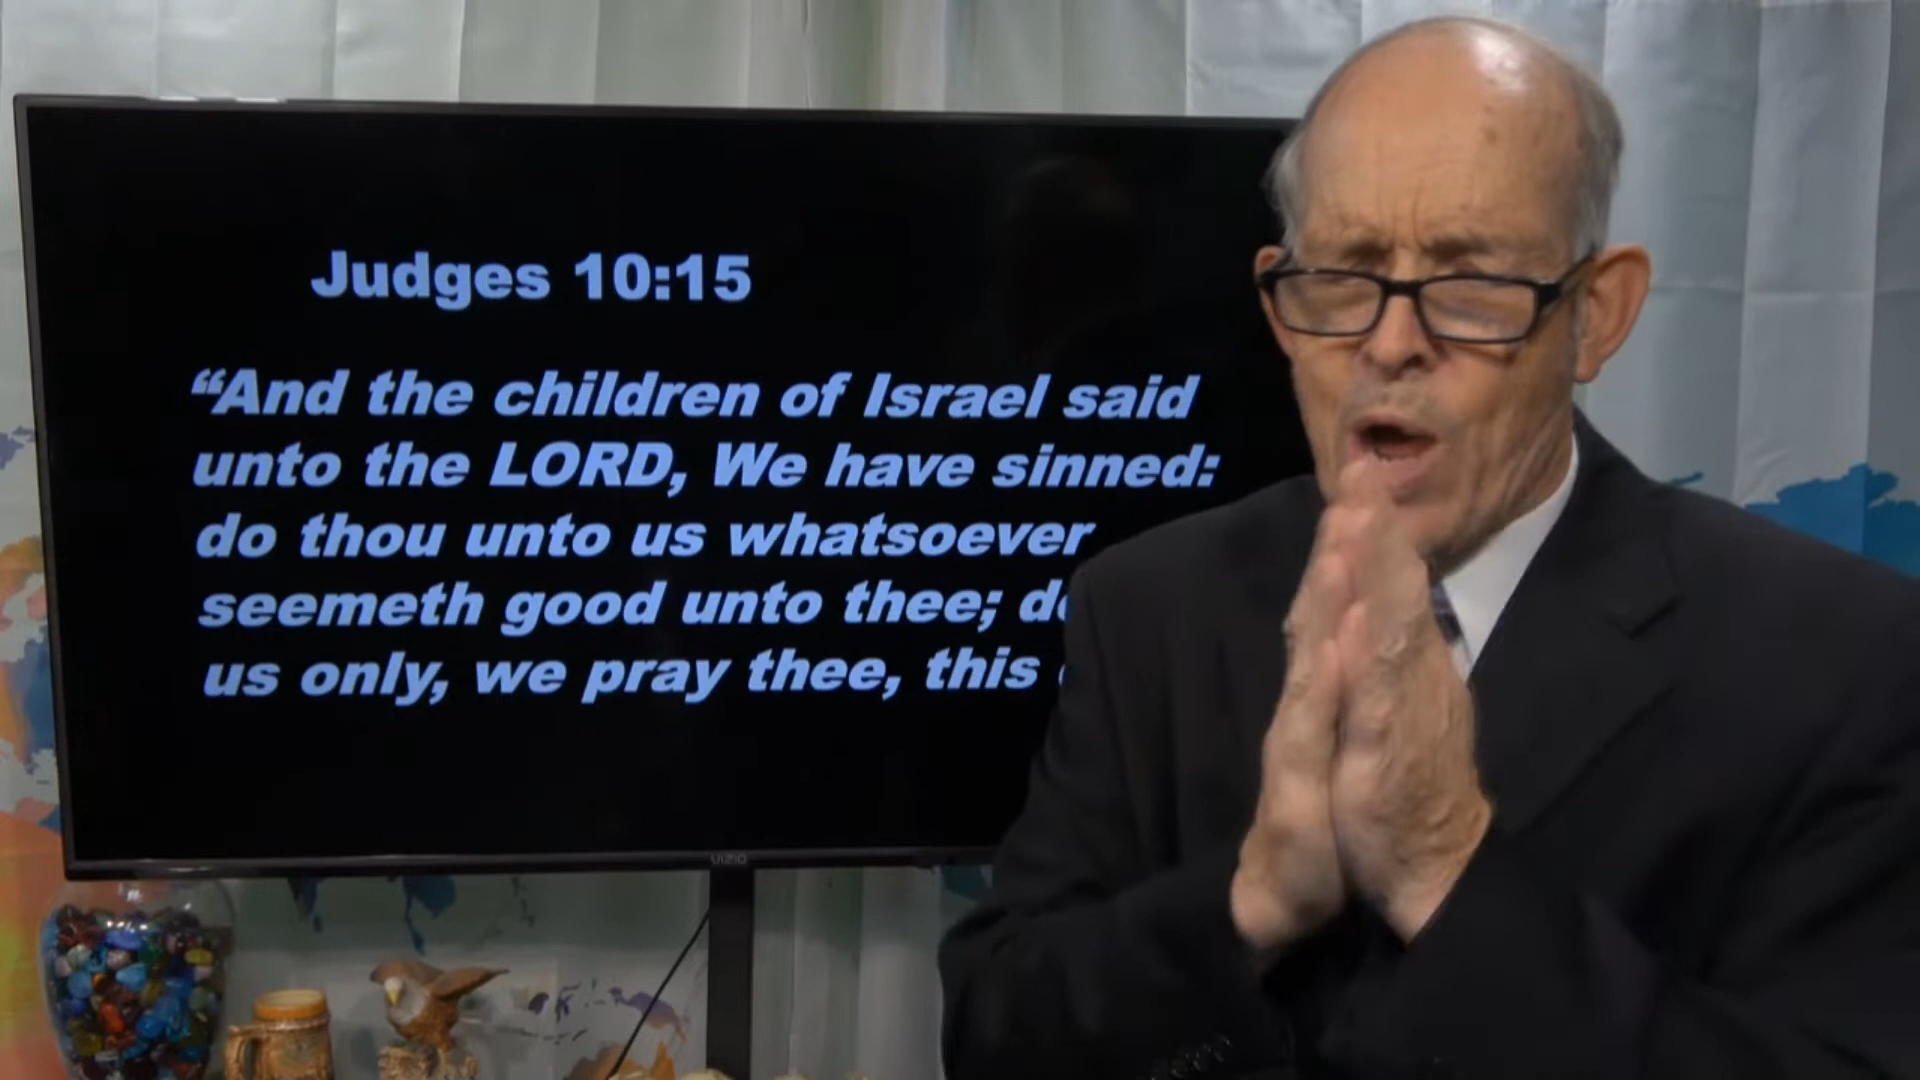 Judges 10:15
“And the children of Israel said
unto the LORD, We have sinned:
do thou unto us whatsoever
seemeth good unto thee;
us only, we pray thee, this
VIZIO